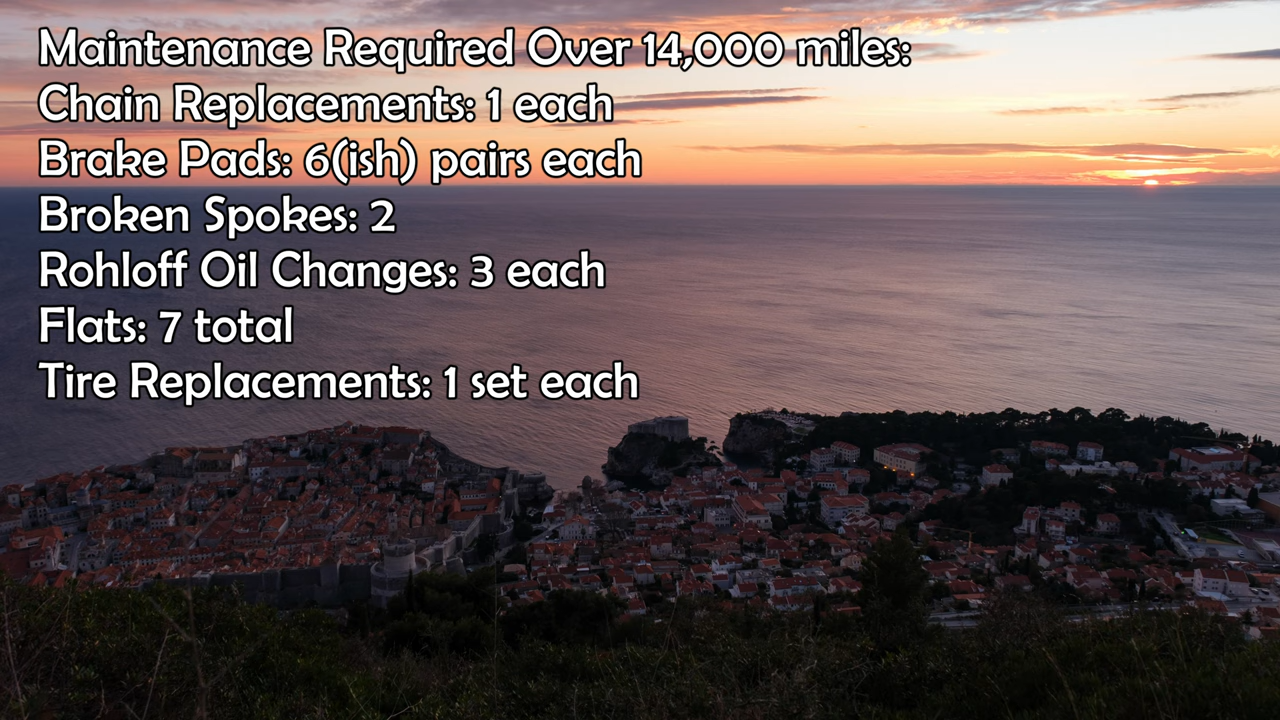 Maintenance Required Over 14,000 miles:
Chain Replacements: 1 each
Brake Pads: 6(ish) pairs each
Broken Spokes: 2
Rohloff Oil Changes: 3 each
Flats: 7 total
Tire Replacements: 1 set each